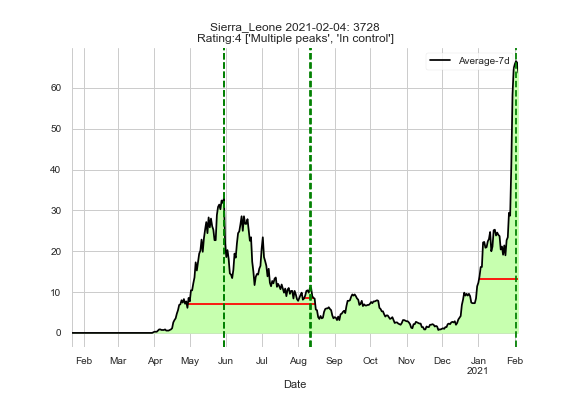 Sierra_Leone 2021-02-04: 3728
Rating:4 ['Multiple peaks', 'In control']
Average-7d
60
50
40
30
20
10
0
Feb Mar Apr May Jun Jul Aug Sep Oct Nov Dec Jan Feb
2021
Date